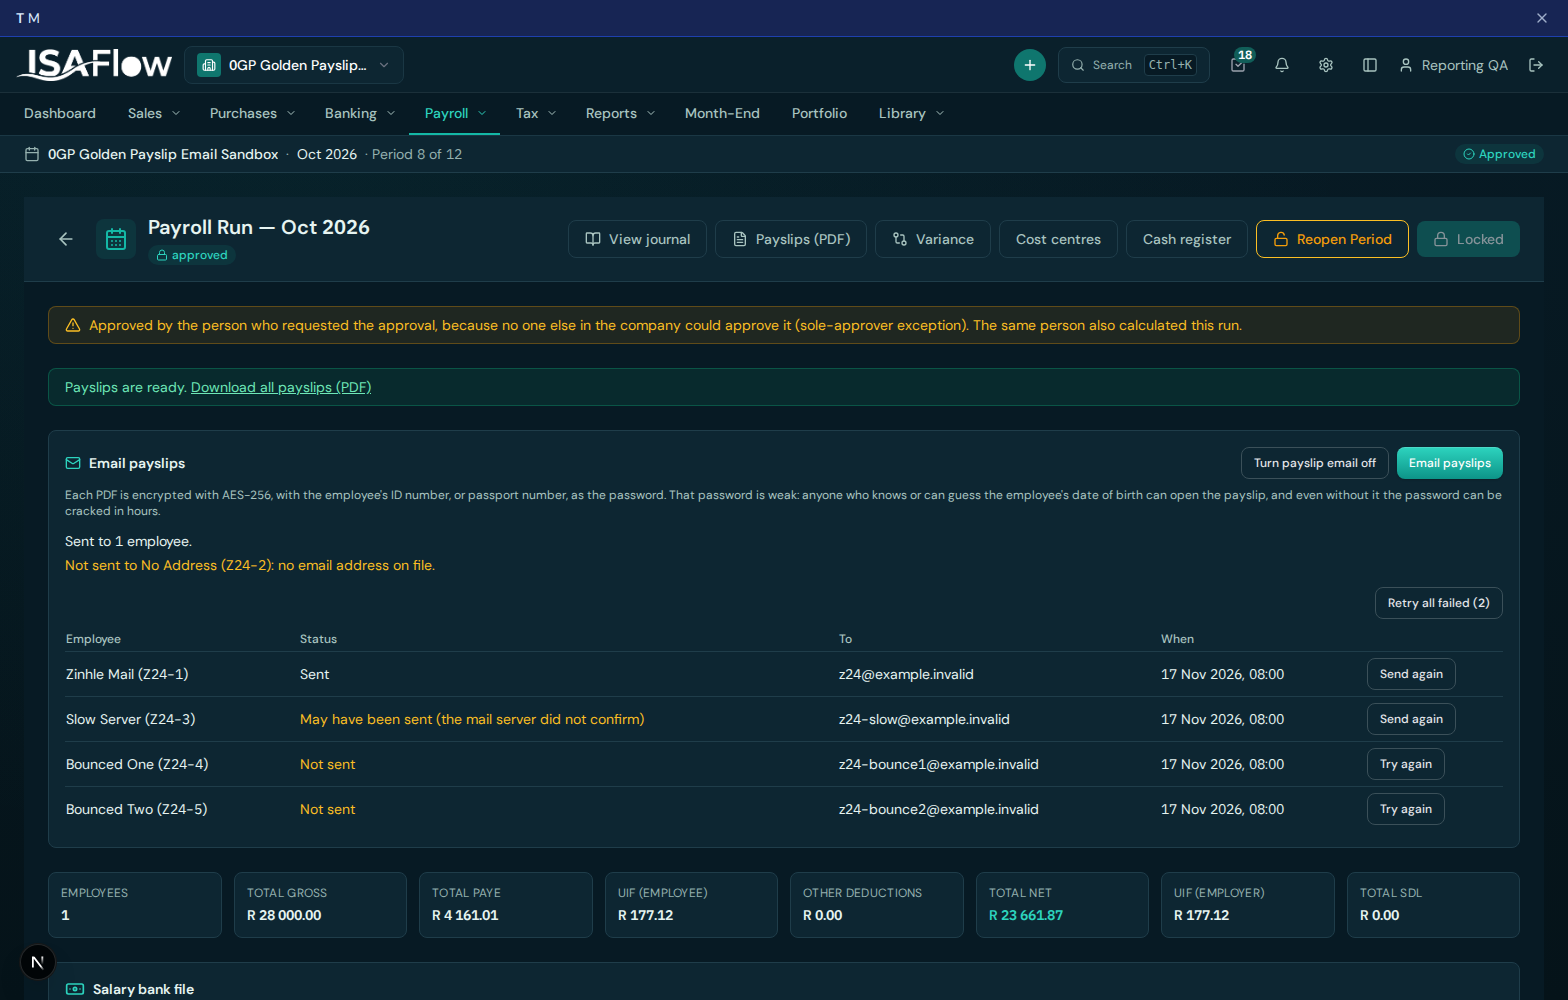 T M
ISAFlow
0GP Golden Payslip...
Search Ctrl+K
18
Reporting QA
Dashboard Sales Purchases Banking Payroll Tax Reports Month-End Portfolio Library
0GP Golden Payslip Email Sandbox · Oct 2026 · Period 8 of 12
Approved
Payroll Run — Oct 2026
approved
View journal Payslips (PDF) Variance Cost centres Cash register Reopen Period Locked
Approved by the person who requested the approval, because no one else in the company could approve it (sole-approver exception). The same person also calculated this run.
Payslips are ready. Download all payslips (PDF)
Email payslips
Turn payslip email off Email payslips
Each PDF is encrypted with AES-256, with the employee's ID number, or passport number, as the password. That password is weak: anyone who knows or can guess the employee's date of birth can open the payslip, and even without it the password can be
cracked in hours.
Sent to 1 employee.
Not sent to No Address (Z24-2): no email address on file.
Retry all failed (2)
Employee Status To When
Zinhle Mail (Z24-1) Sent z24@example.invalid 17 Nov 2026, 08:00 Send again
Slow Server (Z24-3) May have been sent (the mail server did not confirm) z24-slow@example.invalid 17 Nov 2026, 08:00 Send again
Bounced One (Z24-4) Not sent z24-bounce1@example.invalid 17 Nov 2026, 08:00 Try again
Bounced Two (Z24-5) Not sent z24-bounce2@example.invalid 17 Nov 2026, 08:00 Try again
EMPLOYEES TOTAL GROSS TOTAL PAYE UIF (EMPLOYEE) OTHER DEDUCTIONS TOTAL NET UIF (EMPLOYER) TOTAL SDL
1 R 28 000.00 R 4 161.01 R 177.12 R 0.00 R 23 661.87 R 177.12 R 0.00
N
Salary bank file